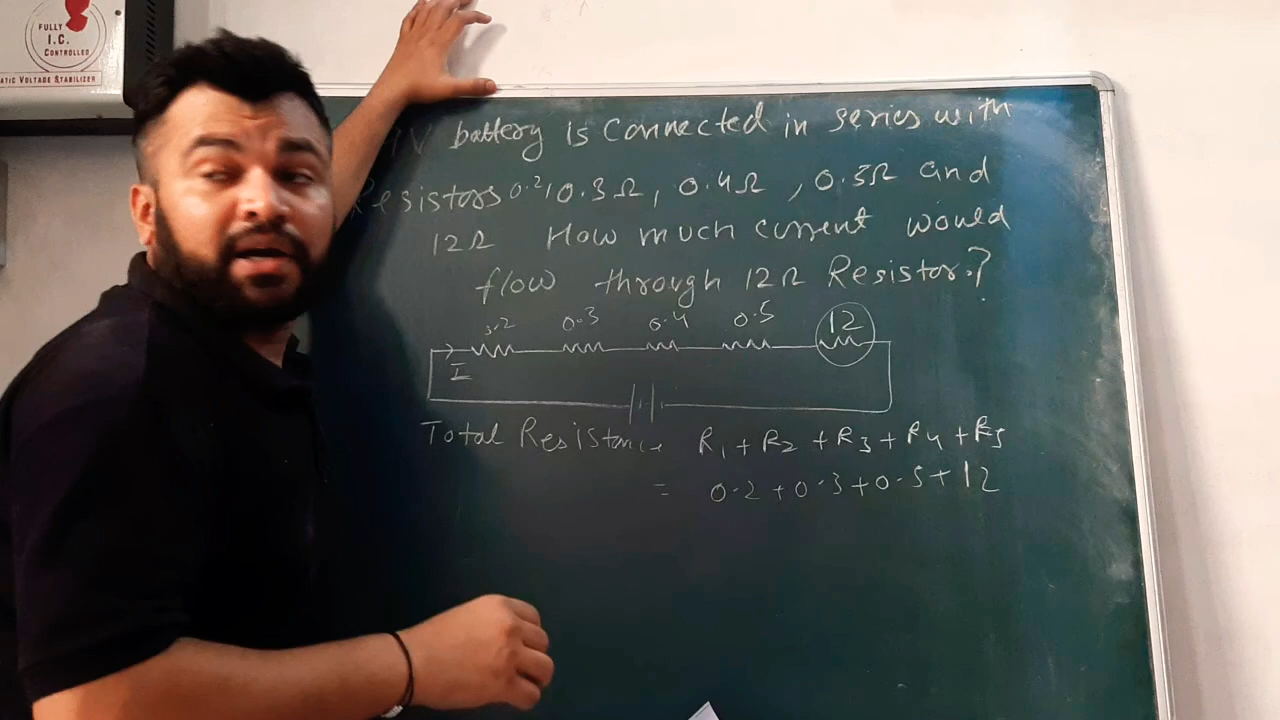 FULLY
I.C.
CONTROLLED
ATIC VOLTAGE STABILIZER
V battery is connected in series with
Resistors 0.2, 0.3Ω, 0.4Ω, 0.5Ω and
12Ω How much current would
flow through 12Ω Resistor?
0.2 0.3 0.4 0.5 12
I
Total Resistance R1 + R2 + R3 + R4 + R5
= 0.2 + 0.3 + 0.5 + 12